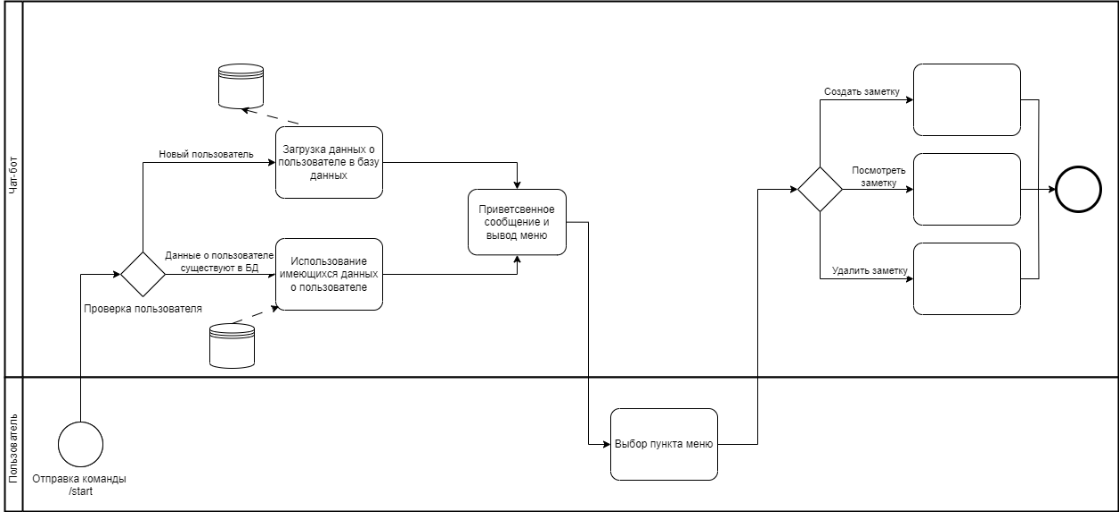 Чат-бот
Новый пользователь
Загрузка данных о
пользователе в базу
данных
Данные о пользователе
существуют в БД
Использование
имеющихся данных
о пользователе
Проверка пользователя
Приветсвенное
сообщение и
вывод меню
Создать заметку
Посмотреть
заметку
Удалить заметку
Пользователь
Отправка команды
/start
Выбор пункта меню